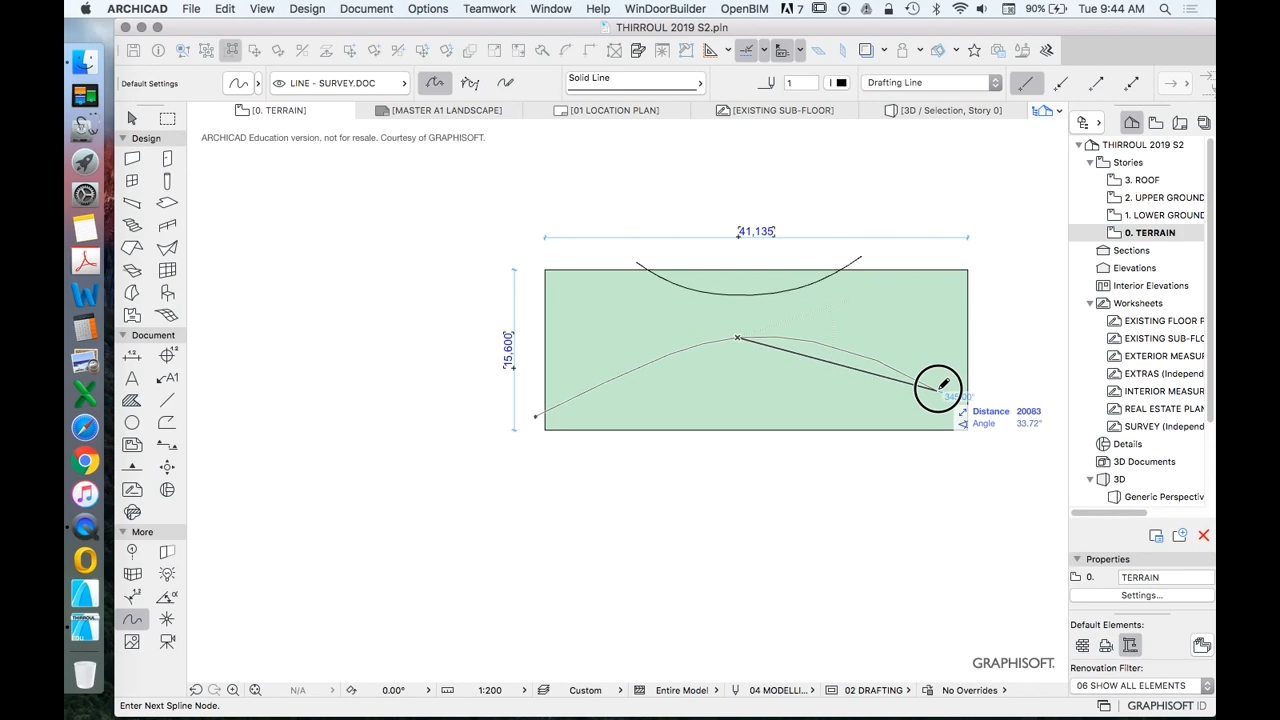 ARCHICAD File Edit View Design Document Options Teamwork Window Help WinDoorBuilder OpenBIM 7 90% Tue 9:44 AM
THIRROUL 2019 S2.pln
Default Settings LINE - SURVEY.DOC Solid Line 1 Drafting Line
[0. TERRAIN] [MASTER A1 LANDSCAPE] [01 LOCATION PLAN] [EXISTING SUB-FLOOR] [3D / Selection, Story 0]
ARCHICAD Education version, not for resale. Courtesy of GRAPHISOFT.
Design
Document
More
41,135
15,600
345.00°
Distance 20083
Angle 33.72°
THIRROUL 2019 S2
Stories
3. ROOF
2. UPPER GROUND
1. LOWER GROUND
0. TERRAIN
Sections
Elevations
Interior Elevations
Worksheets
EXISTING FLOOR F
EXISTING SUB-FL
EXTERIOR MEASUR
EXTRAS (Independ
INTERIOR MEASUR
REAL ESTATE PLAN
SURVEY (Independ
Details
3D Documents
3D
Generic Perspectiv
Properties
0. TERRAIN
Settings...
Default Elements:
Renovation Filter:
06 SHOW ALL ELEMENTS
GRAPHISOFT.
N/A 0.00° 1:200 Custom Entire Model 04 MODELLI... 02 DRAFTING No Overrides
Enter Next Spline Node.
GRAPHISOFT ID